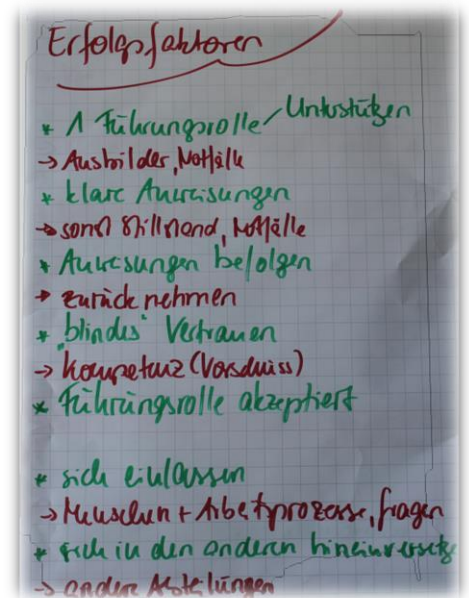 Erfolgsfaktoren
* 1 Führungsrolle / Unterstützen
→ Ausbilder, Notfälle
* klare Anweisungen
→ sonst Stillstand, Notfälle
* Anweisungen befolgen
→ zurück nehmen
* "blindes" Vertrauen
→ Kompetenz (Vorschuss)
* Führungsrolle akzeptiert
* sich einlassen
→ Menschen + Arbeitsprozesse, fragen
* sich in den anderen hineinversetze
→ andere Abteilungen